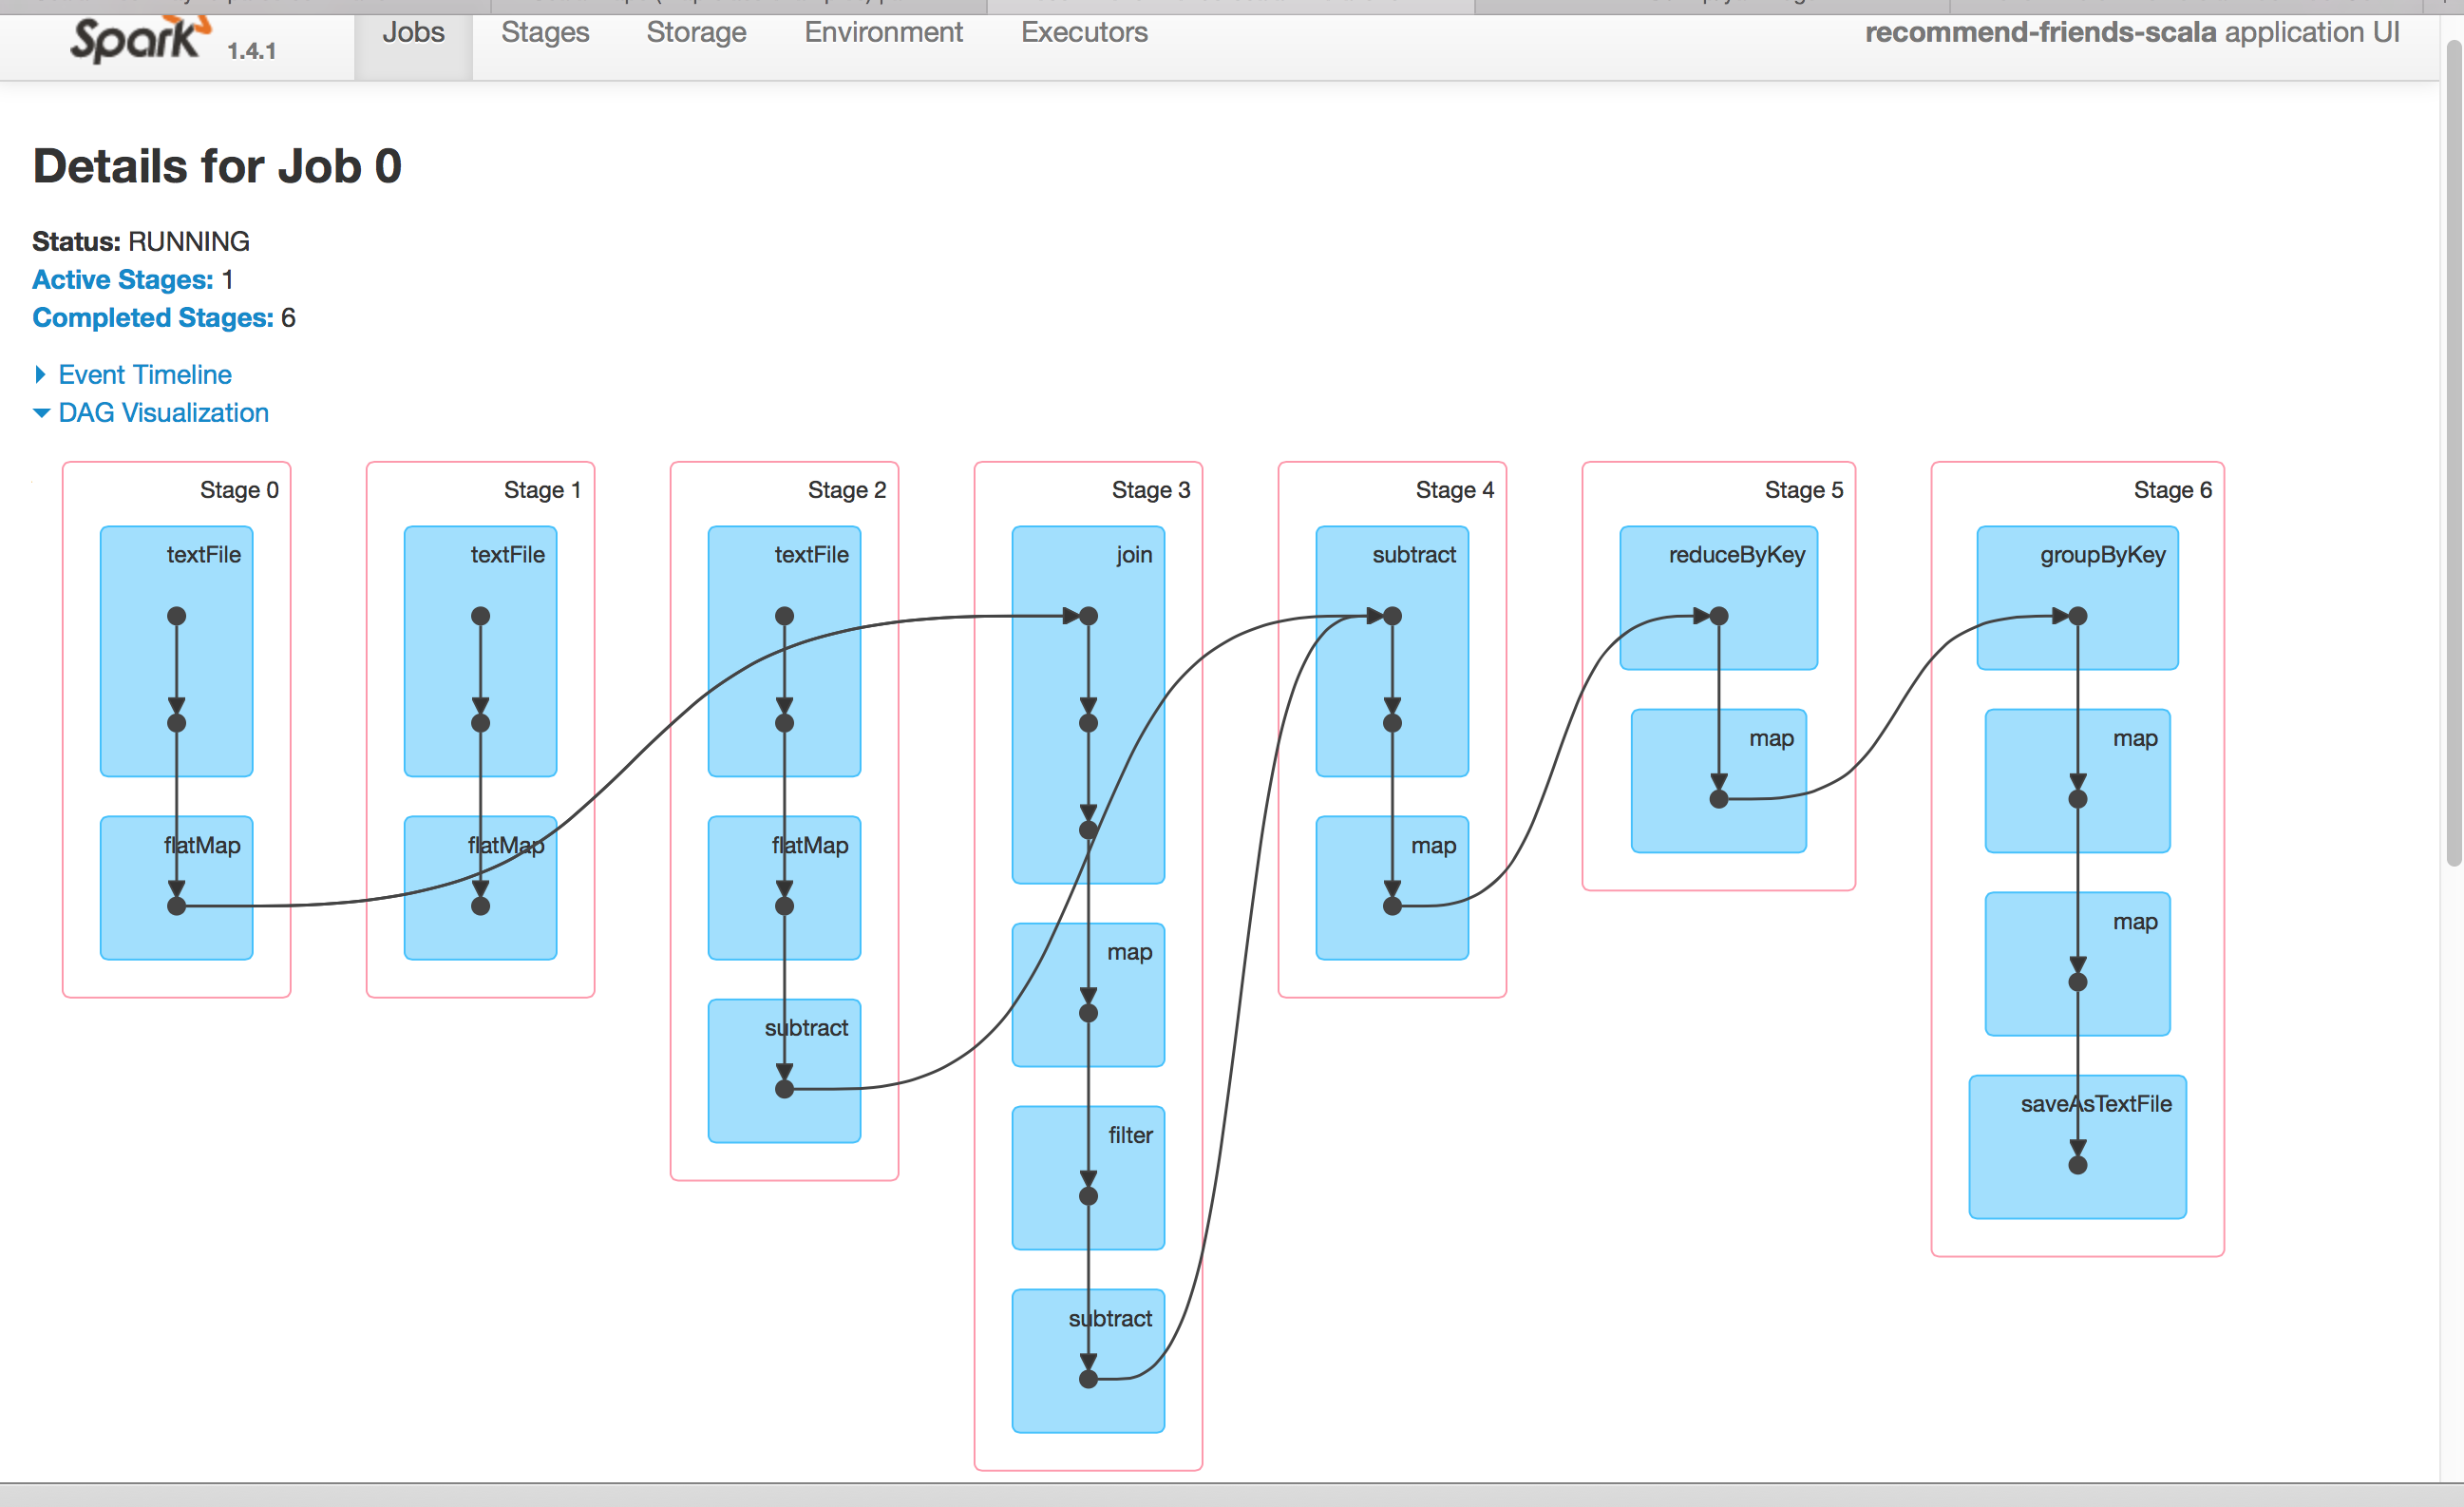 Spark 1.4.1 Jobs Stages Storage Environment Executors recommend-friends-scala application UI
Details for Job 0
Status: RUNNING
Active Stages: 1
Completed Stages: 6
Event Timeline
DAG Visualization
Stage 0
textFile
flatMap
Stage 1
textFile
flatMap
Stage 2
textFile
flatMap
subtract
Stage 3
join
map
filter
subtract
Stage 4
subtract
map
Stage 5
reduceByKey
map
Stage 6
groupByKey
map
map
saveAsTextFile